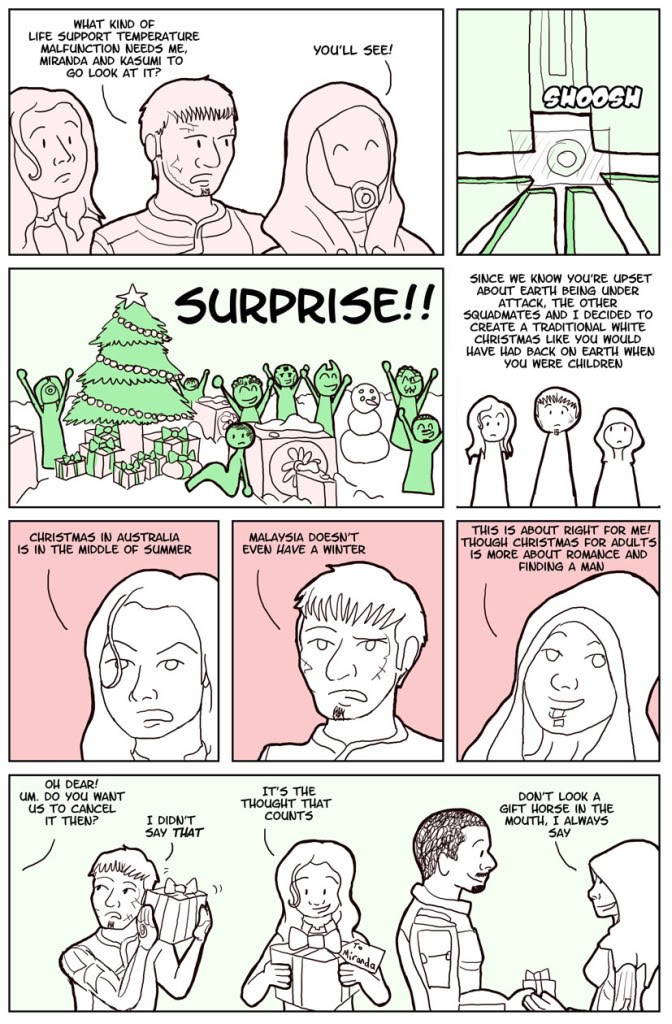 WHAT KIND OF
LIFE SUPPORT TEMPERATURE
MALFUNCTION NEEDS ME,
MIRANDA AND KASUMI TO
GO LOOK AT IT?
YOU'LL SEE!
SHOOSH
SURPRISE!!
SINCE WE KNOW YOU'RE UPSET
ABOUT EARTH BEING UNDER
ATTACK, THE OTHER
SQUADMATES AND I DECIDED TO
CREATE A TRADITIONAL WHITE
CHRISTMAS LIKE YOU WOULD
HAVE HAD BACK ON EARTH WHEN
YOU WERE CHILDREN
CHRISTMAS IN AUSTRALIA
IS IN THE MIDDLE OF SUMMER
MALAYSIA DOESN'T
EVEN HAVE A WINTER
THIS IS ABOUT RIGHT FOR ME!
THOUGH CHRISTMAS FOR ADULTS
IS MORE ABOUT ROMANCE AND
FINDING A MAN
OH DEAR!
UM. DO YOU WANT
US TO CANCEL
IT THEN?
I DIDN'T
SAY THAT
IT'S THE
THOUGHT THAT
COUNTS
To
Miranda
DON'T LOOK A
GIFT HORSE IN THE
MOUTH, I ALWAYS
SAY